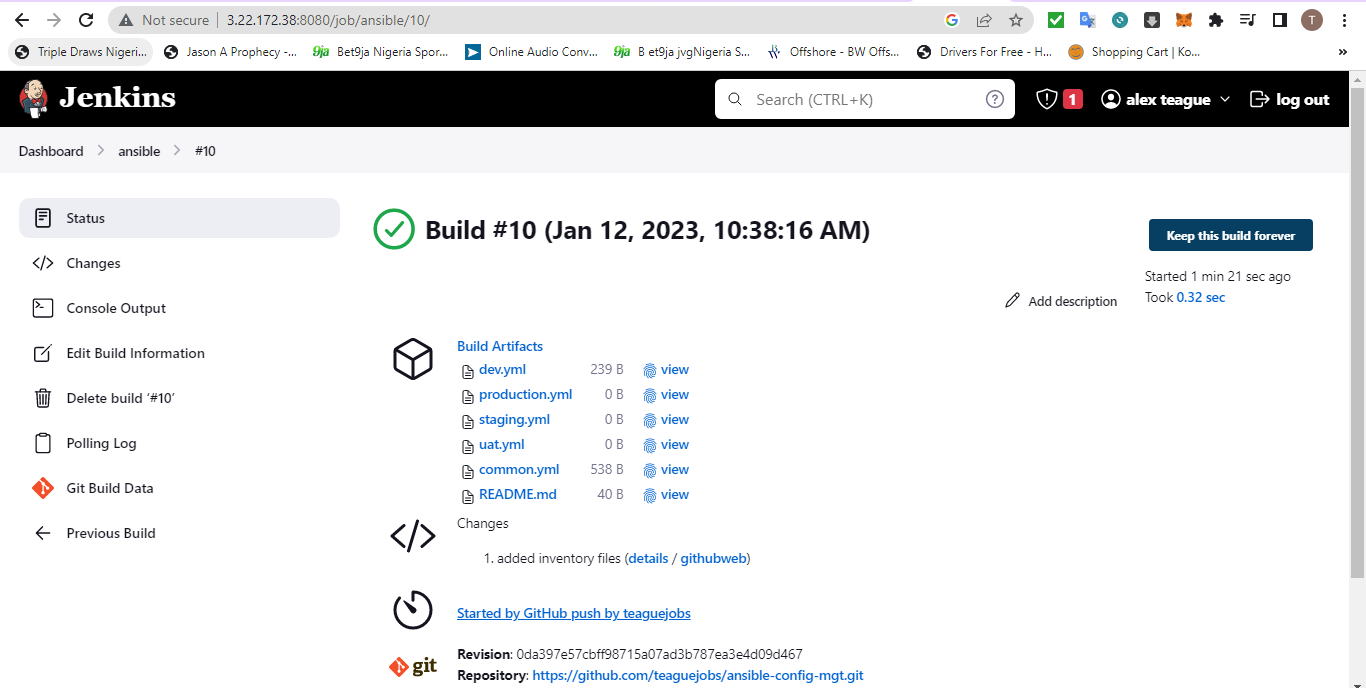 Not secure | 3.22.172.38:8080/job/ansible/10/
T
Triple Draws Nigeri... Jason A Prophecy -... 9ja Bet9ja Nigeria Spor... Online Audio Conv... 9ja B et9ja jvgNigeria S... Offshore - BW Offs... Drivers For Free - H... Shopping Cart | Ko... »
Jenkins
Search (CTRL+K)
1
alex teague
log out
Dashboard > ansible > #10
Status
Changes
Console Output
Edit Build Information
Delete build ‘#10’
Polling Log
Git Build Data
Previous Build
Build #10 (Jan 12, 2023, 10:38:16 AM)
Keep this build forever
Started 1 min 21 sec ago
Took 0.32 sec
Add description
Build Artifacts
dev.yml 239 B view
production.yml 0 B view
staging.yml 0 B view
uat.yml 0 B view
common.yml 538 B view
README.md 40 B view
Changes
1. added inventory files (details / githubweb)
Started by GitHub push by teaguejobs
git
Revision: 0da397e57cbff98715a07ad3b787ea3e4d09d467
Repository: https://github.com/teaguejobs/ansible-config-mgt.git